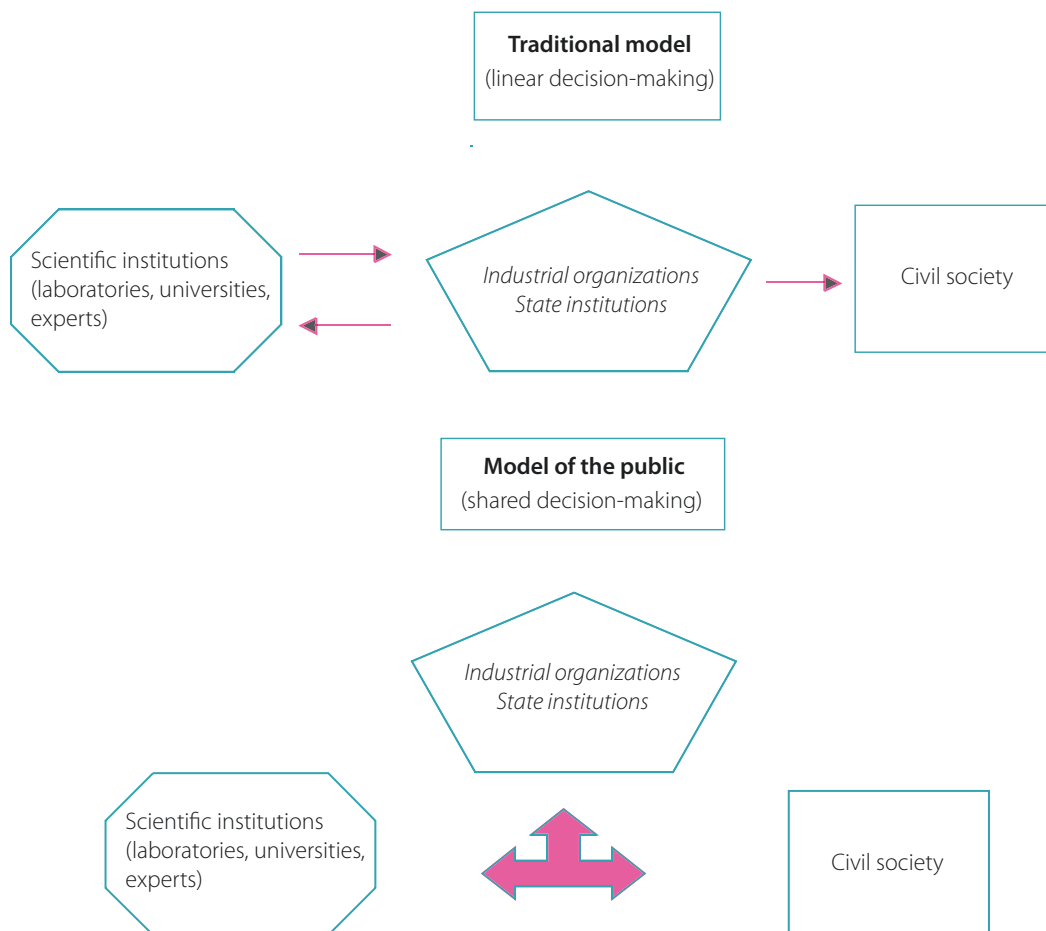 Traditional model
(linear decision-making)
Scientific institutions
(laboratories, universities,
experts)
Industrial organizations
State institutions
Civil society
Model of the public
(shared decision-making)
Industrial organizations
State institutions
Scientific institutions
(laboratories, universities,
experts)
Civil society